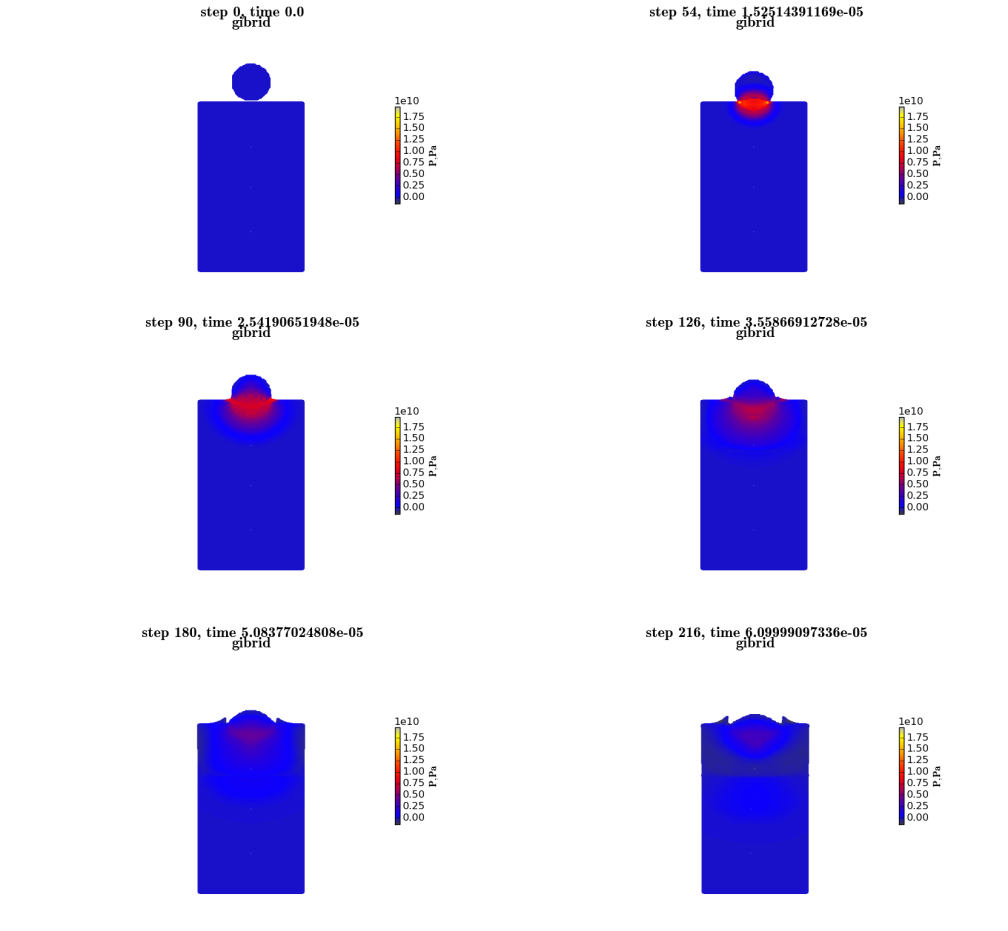 step 0, time 0.0
gibrid
1e10
1.75
1.50
1.25
1.00
0.75
0.50
0.25
0.00
P,Pa
step 54, time 1.52514391169e-05
gibrid
1e10
1.75
1.50
1.25
1.00
0.75
0.50
0.25
0.00
P,Pa
step 90, time 2.54190651948e-05
gibrid
1e10
1.75
1.50
1.25
1.00
0.75
0.50
0.25
0.00
P,Pa
step 126, time 3.55866912728e-05
gibrid
1e10
1.75
1.50
1.25
1.00
0.75
0.50
0.25
0.00
P,Pa
step 180, time 5.08377024808e-05
gibrid
1e10
1.75
1.50
1.25
1.00
0.75
0.50
0.25
0.00
P,Pa
step 216, time 6.09999097336e-05
gibrid
1e10
1.75
1.50
1.25
1.00
0.75
0.50
0.25
0.00
P,Pa